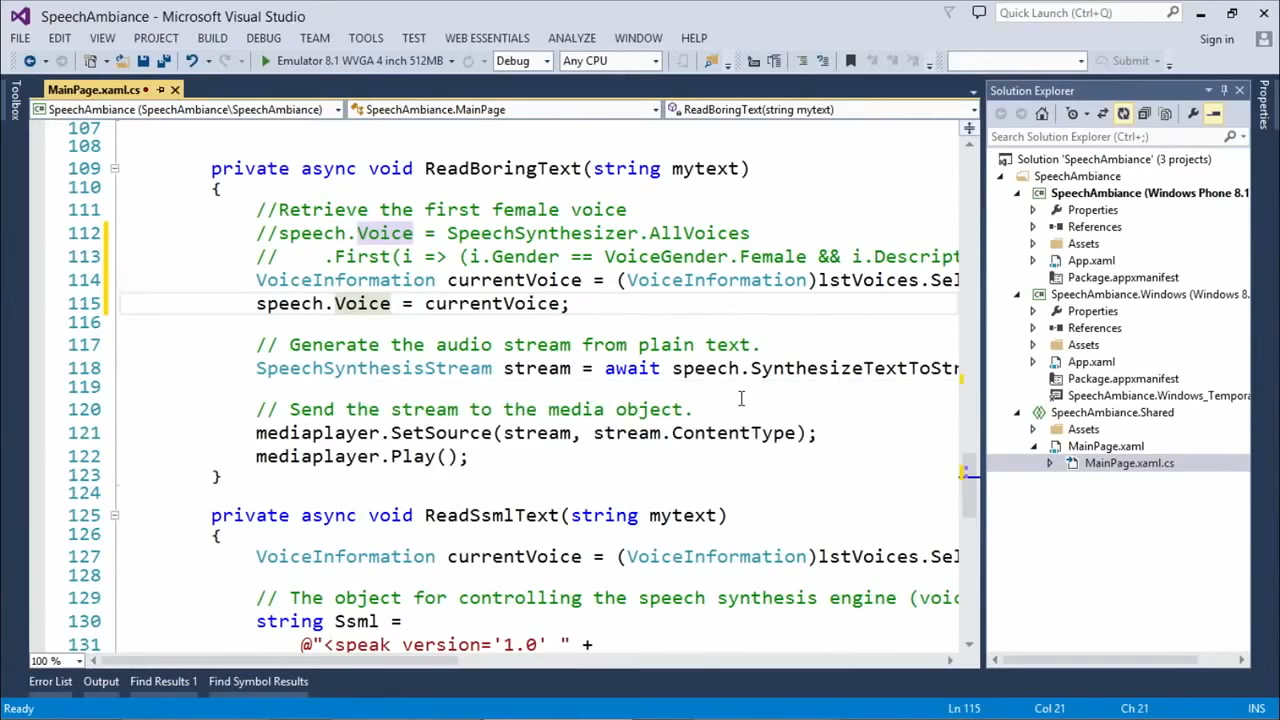 SpeechAmbiance - Microsoft Visual Studio
Quick Launch (Ctrl+Q)
FILE EDIT VIEW PROJECT BUILD DEBUG TEAM TOOLS TEST WEB ESSENTIALS ANALYZE WINDOW HELP
Sign in
Emulator 8.1 WVGA 4 inch 512MB Debug Any CPU Submit
Toolbox
MainPage.xaml.cs
SpeechAmbiance (SpeechAmbiance\SpeechAmbiance) SpeechAmbiance.MainPage ReadBoringText(string mytext)
107
108
109 private async void ReadBoringText(string mytext)
110 {
111 //Retrieve the first female voice
112 //speech.Voice = SpeechSynthesizer.AllVoices
113 // .First(i => (i.Gender == VoiceGender.Female && i.Descript
114 VoiceInformation currentVoice = (VoiceInformation)lstVoices.Sel
115 speech.Voice = currentVoice;
116
117 // Generate the audio stream from plain text.
118 SpeechSynthesisStream stream = await speech.SynthesizeTextToStr
119
120 // Send the stream to the media object.
121 mediaplayer.SetSource(stream, stream.ContentType);
122 mediaplayer.Play();
123 }
124
125 private async void ReadSsmlText(string mytext)
126 {
127 VoiceInformation currentVoice = (VoiceInformation)lstVoices.Sel
128
129 // The object for controlling the speech synthesis engine (voic
130 string Ssml =
131 @"<speak version='1.0' " +
100 %
Solution Explorer
Search Solution Explorer (Ctrl+;)
Solution 'SpeechAmbiance' (3 projects)
SpeechAmbiance
SpeechAmbiance (Windows Phone 8.1
Properties
References
Assets
App.xaml
Package.appxmanifest
SpeechAmbiance.Windows (Windows 8.
Properties
References
Assets
App.xaml
Package.appxmanifest
SpeechAmbiance.Windows_Tempora
SpeechAmbiance.Shared
Assets
MainPage.xaml
MainPage.xaml.cs
Properties
Error List Output Find Results 1 Find Symbol Results
Ready Ln 115 Col 21 Ch 21 INS